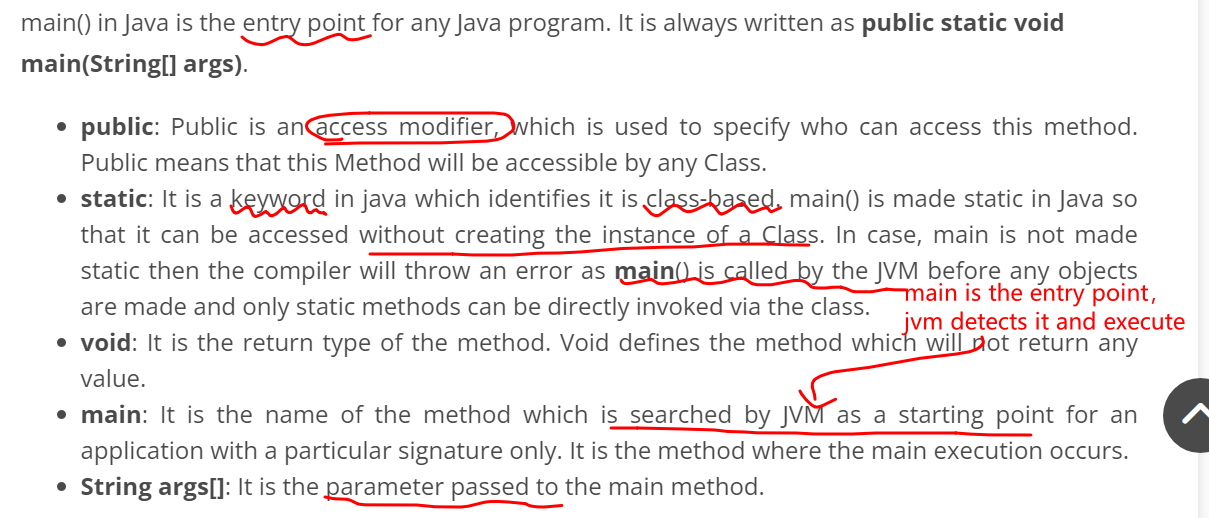 main() in Java is the entry point for any Java program. It is always written as public static void
main(String[] args).
• public: Public is an access modifier, which is used to specify who can access this method.
Public means that this Method will be accessible by any Class.
• static: It is a keyword in java which identifies it is class-based. main() is made static in Java so
that it can be accessed without creating the instance of a Class. In case, main is not made
static then the compiler will throw an error as main() is called by the JVM before any objects
are made and only static methods can be directly invoked via the class.
main is the entry point,
jvm detects it and execute
• void: It is the return type of the method. Void defines the method which will not return any
value.
• main: It is the name of the method which is searched by JVM as a starting point for an
application with a particular signature only. It is the method where the main execution occurs.
• String args[]: It is the parameter passed to the main method.